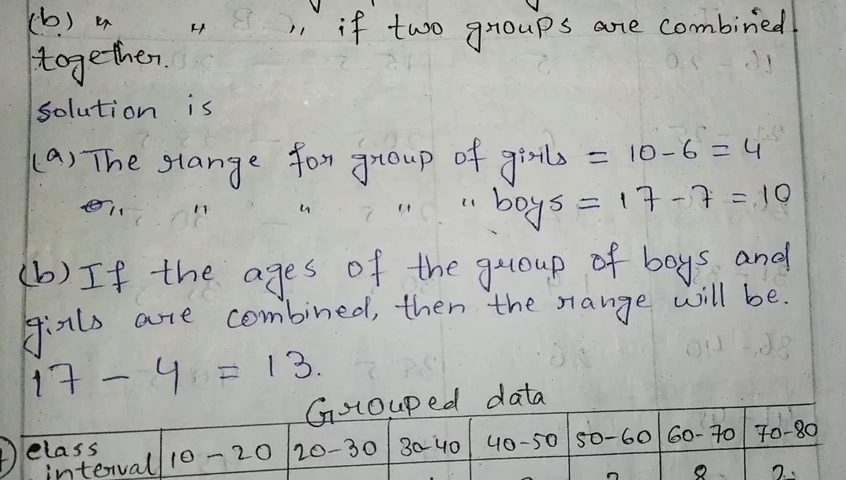 (b) " " ,, if two groups are combined
together.
solution is
(a) The range for group of girls = 10-6 = 4
,, " " " " boys = 17-7 = 10
(b) If the ages of the group of boys and
girls are combined, then the range will be.
17 - 4 = 13.
Grouped data
class interval 10-20 20-30 30-40 40-50 50-60 60-70 70-80
8 2